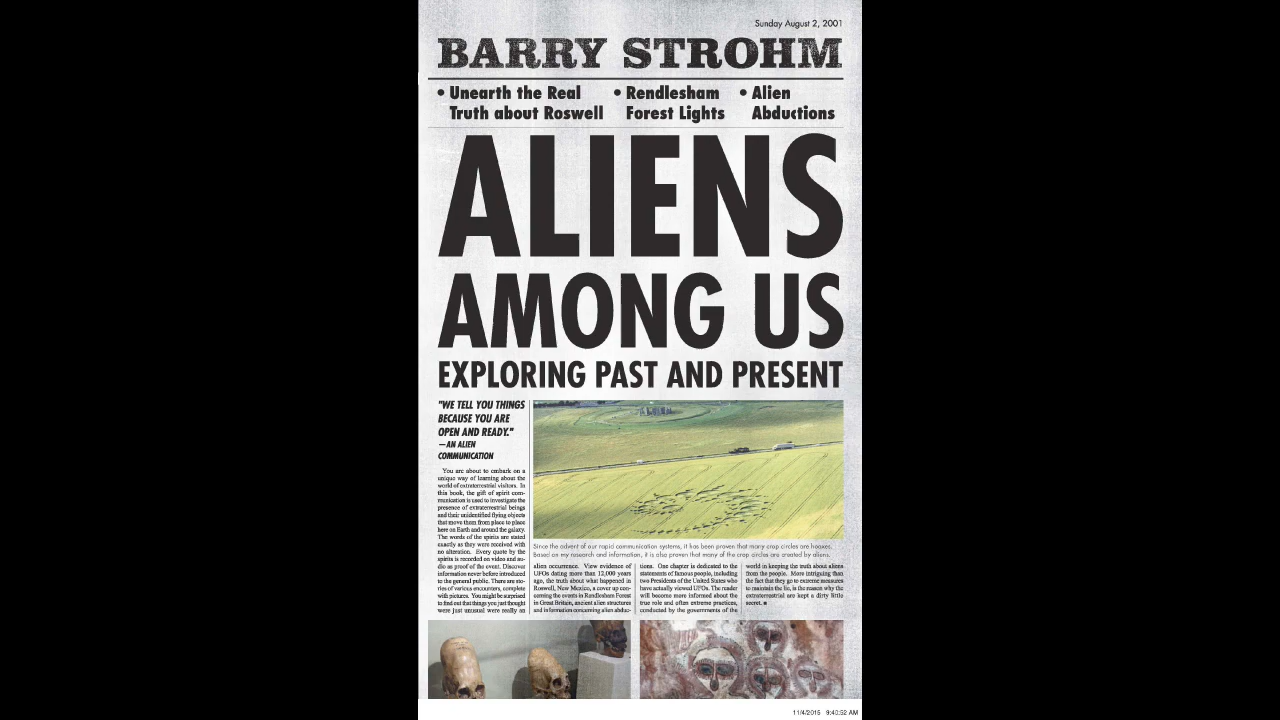 Sunday August 2, 2001
BARRY STROHM
• Unearth the Real
Truth about Roswell
• Rendlesham
Forest Lights
• Alien
Abductions
ALIENS
AMONG US
EXPLORING PAST AND PRESENT
"WE TELL YOU THINGS
BECAUSE YOU ARE
OPEN AND READY."
—AN ALIEN
COMMUNICATION
You are about to embark on a
unique way of learning about the
world of extraterrestrial visitors. In
this book, the gift of spirit com-
munication is used to investigate the
presence of extraterrestrial beings
and their unidentified flying objects
that move them from place to place
here on Earth and around the galaxy.
The words of the spirits are stated
exactly as they were received with
no alteration. Every quote by the
spirits is recorded on video and au-
dio as proof of the event. Discover
information never before introduced
to the general public. There are sto-
ries of various encounters, complete
with pictures. You might be surprised
to find out that things you just thought
were just unusual were really an
Since the advent of our rapid communication systems, it has been proven that many crop circles are hoaxes.
Based on my research and information, it is also proven that many of the crop circles are created by aliens.
alien occurrence. View evidence of
UFOs dating more than 12,000 years
ago, the truth about what happened in
Roswell, New Mexico, a cover up con-
cerning the events in Rendlesham Forest
in Great Britain, ancient alien structures
and information concerning alien abduc-
tions. One chapter is dedicated to the
statements of famous people, including
two Presidents of the United States who
have actually viewed UFOs. The reader
will become more informed about the
true role and often extreme practices,
conducted by the governments of the
world in keeping the truth about aliens
from the people. More intriguing than
the fact that they go to extreme measures
to maintain the lie, is the reason why the
extraterrestrial are kept a dirty little
secret. ■
11/4/2015 9:40:52 AM